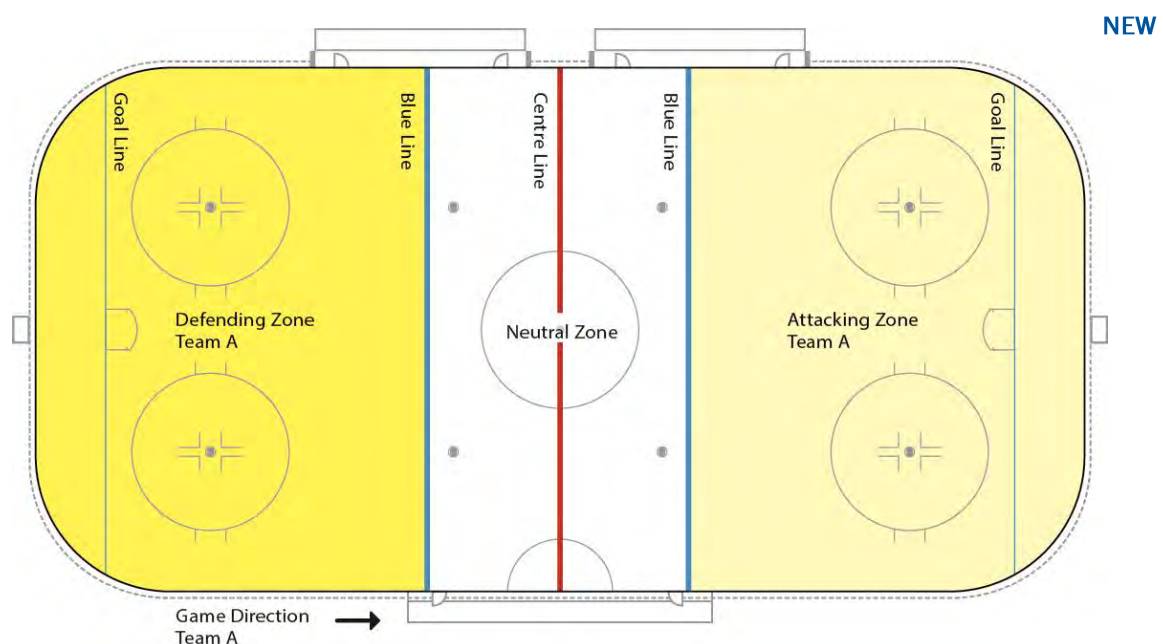 NEW
Goal Line
Blue Line
Centre Line
Blue Line
Goal Line
Defending Zone
Team A
Neutral Zone
Attacking Zone
Team A
Game Direction
Team A